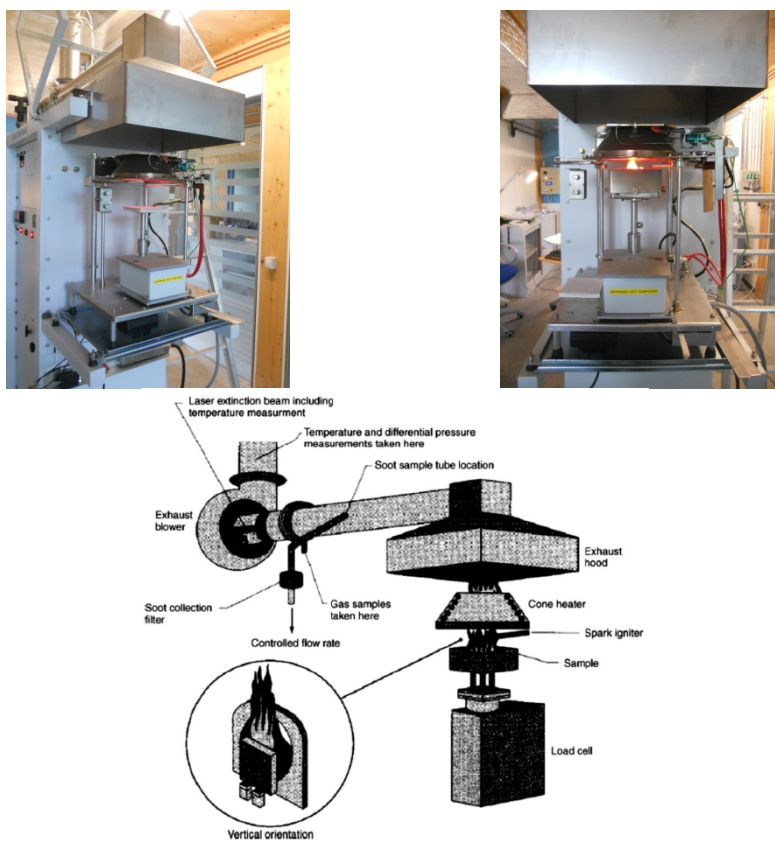 Laser extinction beam including
temperature measurment
Temperature and differential pressure
measurements taken here
Soot sample tube location
Exhaust
blower
Exhaust
hood
Soot collection
filter
Gas samples
taken here
Cone heater
Controlled flow rate
Spark igniter
Sample
Load cell
Vertical orientation